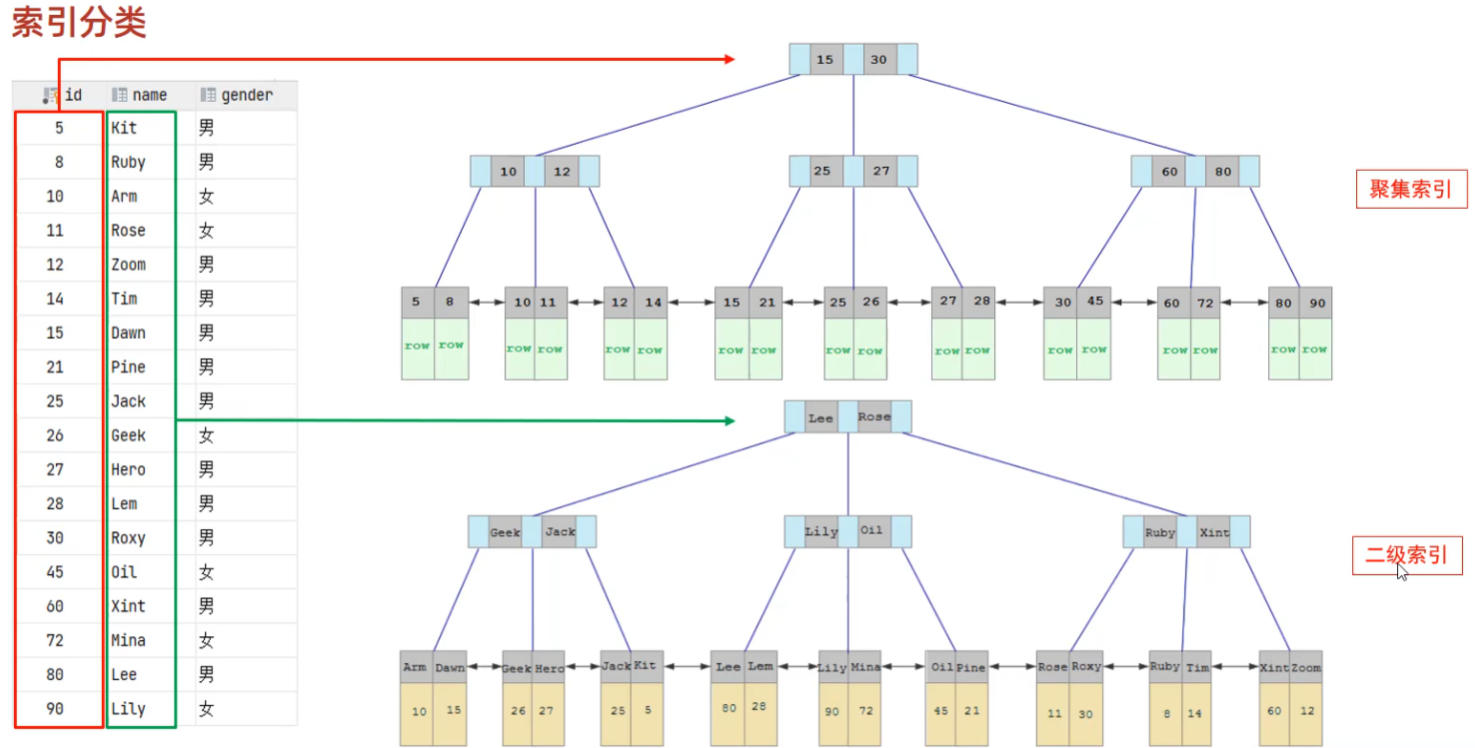 索引分类
id name gender
5 Kit 男
8 Ruby 男
10 Arm 女
11 Rose 女
12 Zoom 男
14 Tim 男
15 Dawn 男
21 Pine 男
25 Jack 男
26 Geek 女
27 Hero 男
28 Lem 男
30 Roxy 男
45 Oil 女
60 Xint 男
72 Mina 女
80 Lee 男
90 Lily 女
15 30
10 12 25 27 60 80
聚集索引
5 8 10 11 12 14 15 21 25 26 27 28 30 45 60 72 80 90
row row row row row row row row row row row row row row row row row row
Lee Rose
Geek Jack Lily Oil Ruby Xint
二级索引
Arm Dawn Geek Hero Jack Kit Lee Lem Lily Mina Oil Pine Rose Roxy Ruby Tim Xint Zoom
10 15 26 27 25 5 80 28 90 72 45 21 11 30 8 14 60 12